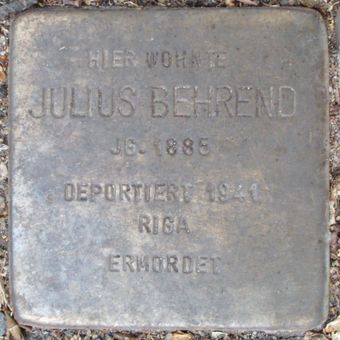 HIER WOHNTE
JULIUS BEHREND
JG. 1885
DEPORTIERT 1941
RIGA
ERMORDET